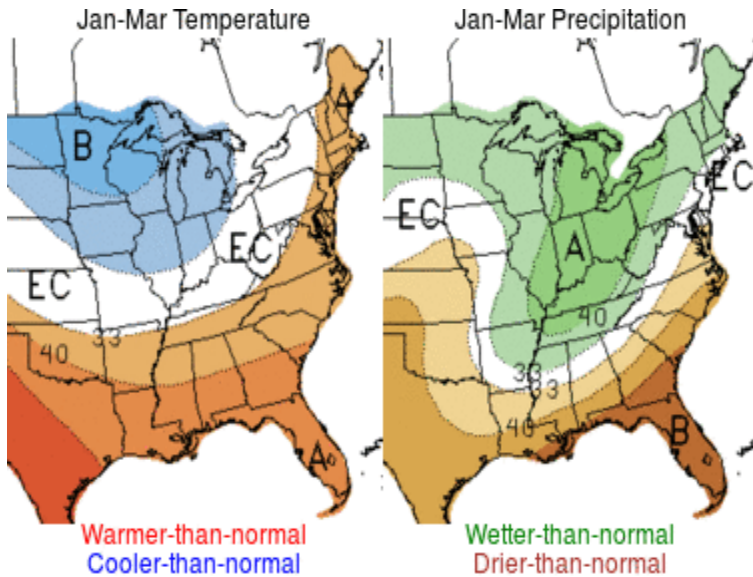 Jan-Mar Temperature
A
B
EC
EC
33
40
A
Warmer-than-normal
Cooler-than-normal
Jan-Mar Precipitation
EC
EC
A
40
33
33
40
B
Wetter-than-normal
Drier-than-normal